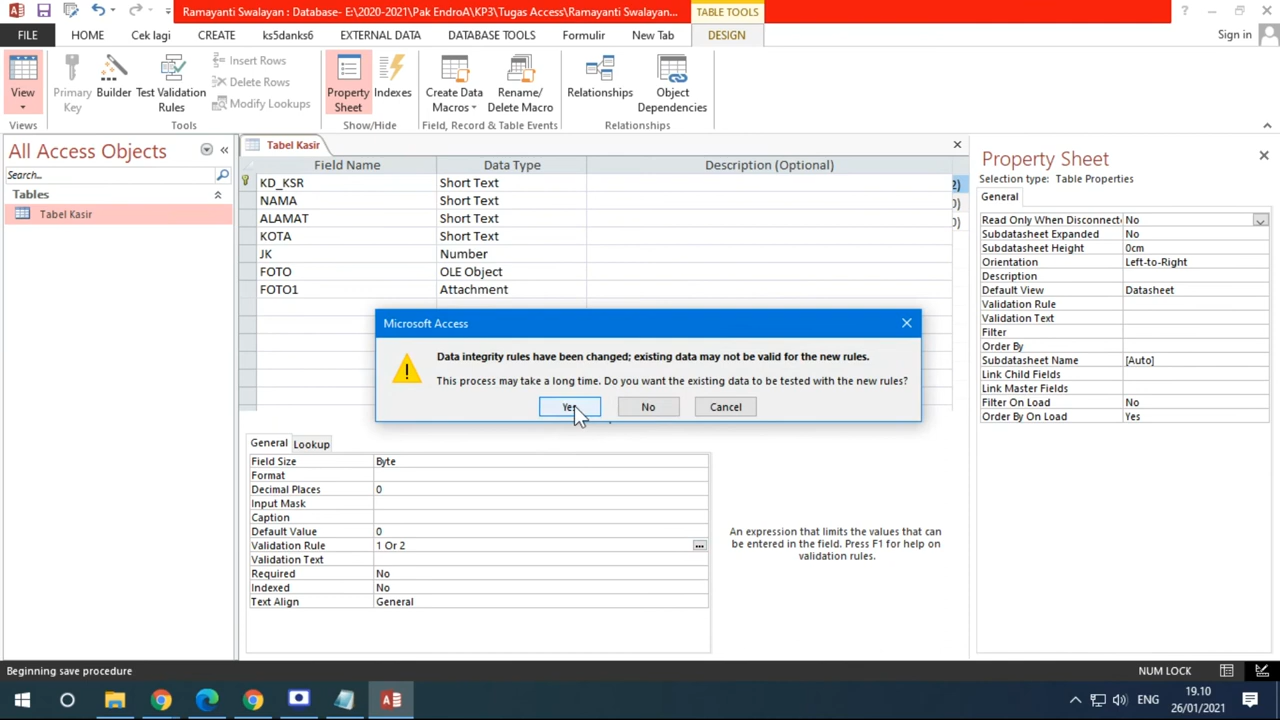 Ramayanti Swalayan : Database- E:\2020-2021\Pak EndroA\KP3\Tugas Access\Ramayanti Swalayan...
TABLE TOOLS
FILE HOME Cek lagi CREATE ks5danks6 EXTERNAL DATA DATABASE TOOLS Formulir New Tab DESIGN Sign in
View
Primary Key
Builder
Test Validation Rules
Insert Rows
Delete Rows
Modify Lookups
Property Sheet
Indexes
Create Data Macros
Rename/ Delete Macro
Relationships
Object Dependencies
Views Tools Show/Hide Field, Record & Table Events Relationships
All Access Objects
Search...
Tables
Tabel Kasir
Tabel Kasir
Field Name Data Type Description (Optional)
KD_KSR Short Text
NAMA Short Text
ALAMAT Short Text
KOTA Short Text
JK Number
FOTO OLE Object
FOTO1 Attachment
2)
0)
0)
Microsoft Access
Data integrity rules have been changed; existing data may not be valid for the new rules.
This process may take a long time. Do you want the existing data to be tested with the new rules?
Yes No Cancel
General Lookup
Field Size Byte
Format
Decimal Places 0
Input Mask
Caption
Default Value 0
Validation Rule 1 Or 2
Validation Text
Required No
Indexed No
Text Align General
An expression that limits the values that can
be entered in the field. Press F1 for help on
validation rules.
Property Sheet
Selection type: Table Properties
General
Read Only When Disconnect No
Subdatasheet Expanded No
Subdatasheet Height 0cm
Orientation Left-to-Right
Description
Default View Datasheet
Validation Rule
Validation Text
Filter
Order By
Subdatasheet Name [Auto]
Link Child Fields
Link Master Fields
Filter On Load No
Order By On Load Yes
Beginning save procedure
NUM LOCK
ENG
19.10
26/01/2021